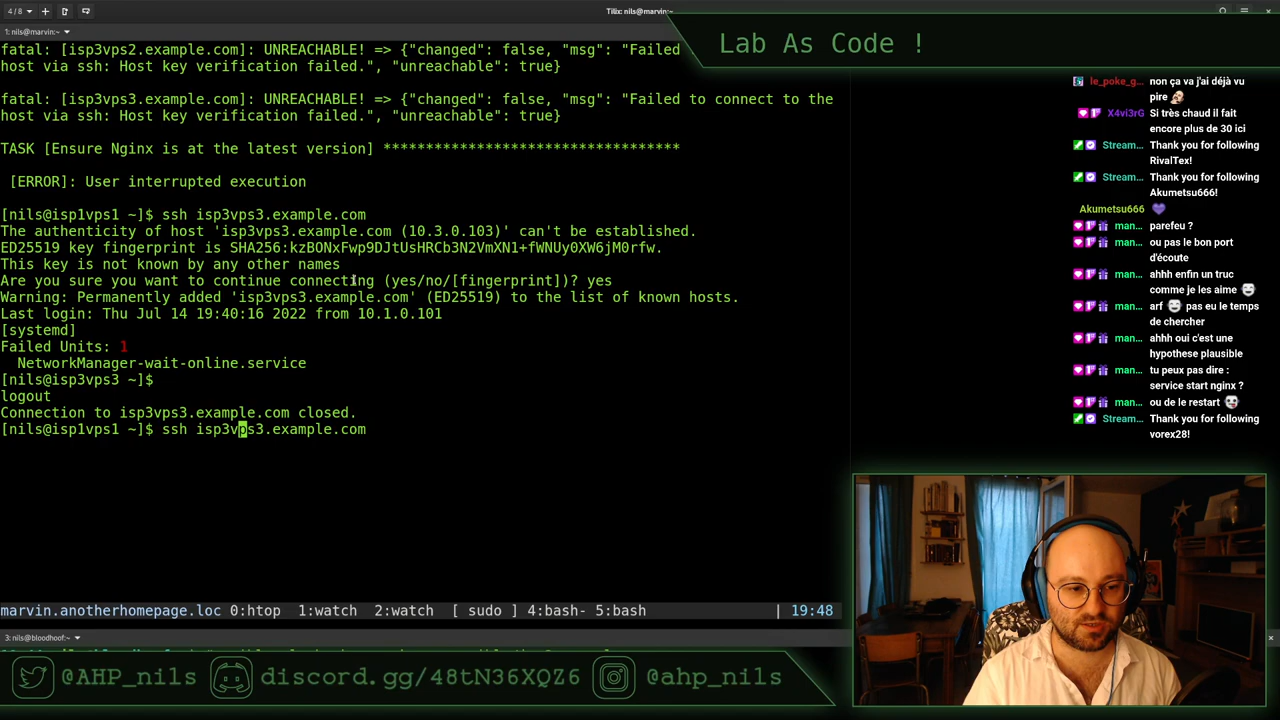 4 / 8
Tilix: nils@marvin:~
1: nils@marvin:~
Lab As Code !
fatal: [isp3vps2.example.com]: UNREACHABLE! => {"changed": false, "msg": "Failed
host via ssh: Host key verification failed.", "unreachable": true}
fatal: [isp3vps3.example.com]: UNREACHABLE! => {"changed": false, "msg": "Failed to connect to the
host via ssh: Host key verification failed.", "unreachable": true}
TASK [Ensure Nginx is at the latest version] ***********************************
[ERROR]: User interrupted execution
[nils@isp1vps1 ~]$ ssh isp3vps3.example.com
The authenticity of host 'isp3vps3.example.com (10.3.0.103)' can't be established.
ED25519 key fingerprint is SHA256:kzBONxFwp9DJtUsHRCb3N2VmXN1+fWNUy0XW6jM0rfw.
This key is not known by any other names
Are you sure you want to continue connecting (yes/no/[fingerprint])? yes
Warning: Permanently added 'isp3vps3.example.com' (ED25519) to the list of known hosts.
Last login: Thu Jul 14 19:40:16 2022 from 10.1.0.101
[systemd]
Failed Units: 1
NetworkManager-wait-online.service
[nils@isp3vps3 ~]$
logout
Connection to isp3vps3.example.com closed.
[nils@isp1vps1 ~]$ ssh isp3vps3.example.com
marvin.anotherhomepage.loc 0:htop 1:watch 2:watch [ sudo ] 4:bash- 5:bash | 19:48
3: nils@bloodhoof:~
le_poke_g... non ça va j'ai déjà vu
pire
X4vi3rG Si très chaud il fait
encore plus de 30 ici
Stream... Thank you for following
RivalTex!
Stream... Thank you for following
Akumetsu666!
Akumetsu666
man... parefeu ?
man... ou pas le bon port
d'écoute
man... ahhh enfin un truc
comme je les aime
man... arf pas eu le temps
de chercher
man... ahhh oui c'est une
hypothese plausible
man... tu peux pas dire :
service start nginx ?
man... ou de le restart
Stream... Thank you for following
vorex28!
@AHP_nils discord.gg/48tN36XQZ6 @ahp_nils